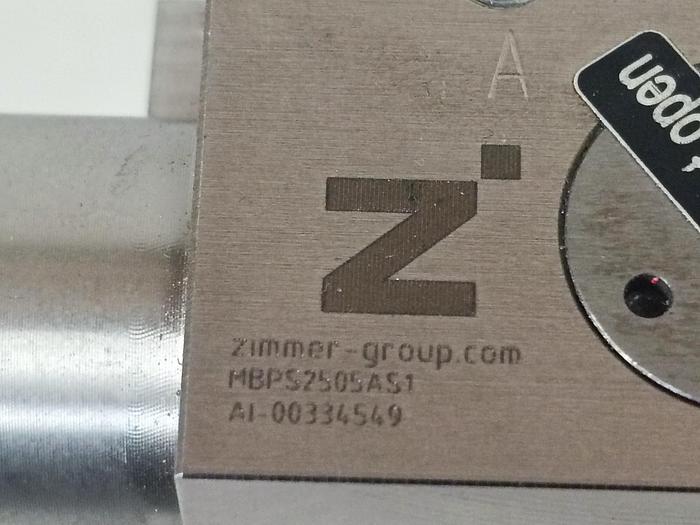 A
open
zimmer-group.com
MBPS2505AS1
AI-00334549